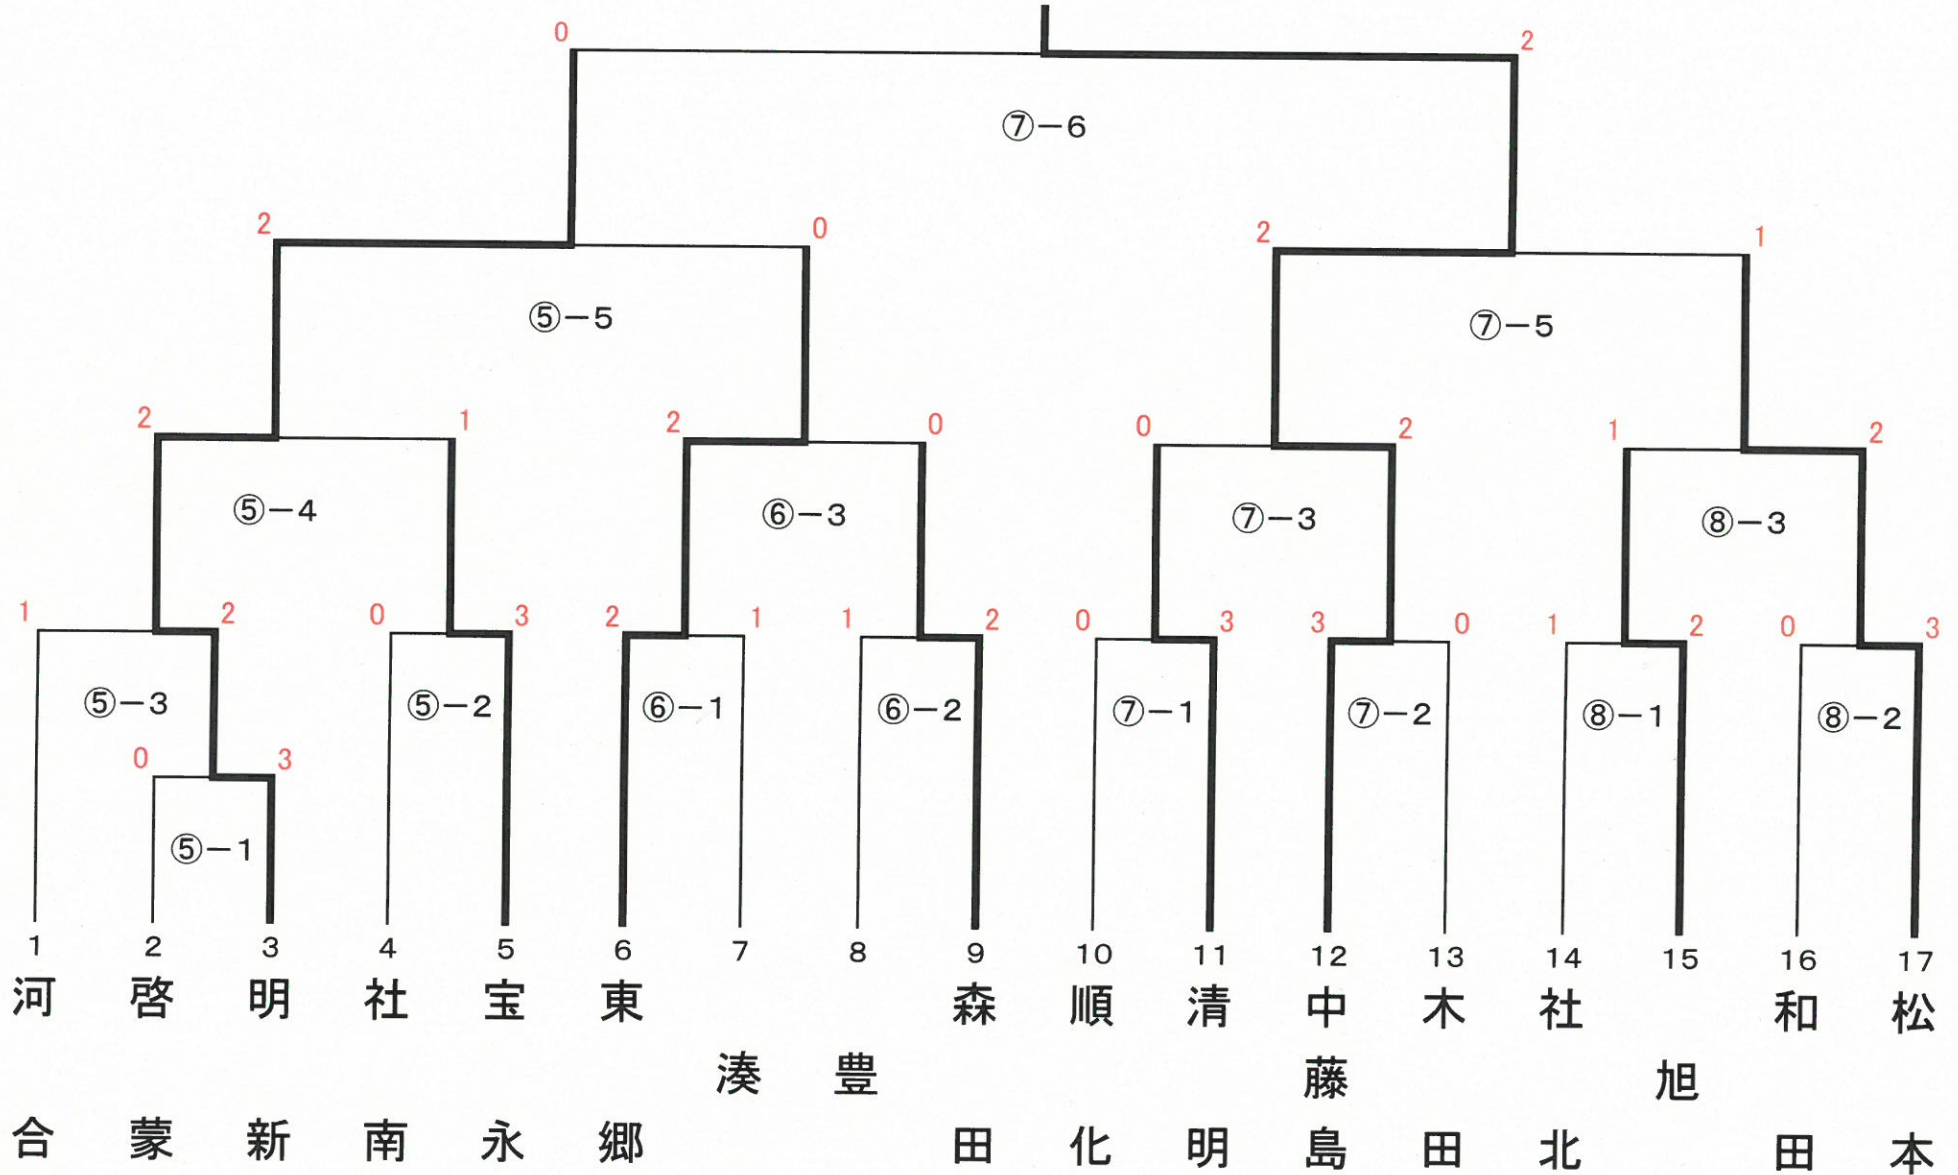 0 2
⑦−6
2 0 2 1
⑤−5 ⑦−5
2 1 2 0 0 2 1 2
⑤−4 ⑥−3 ⑦−3 ⑧−3
1 2 0 3 2 1 1 2 0 3 3 0 1 2 0 3
⑤−3 ⑤−2 ⑥−1 ⑥−2 ⑦−1 ⑦−2 ⑧−1 ⑧−2
0 3
⑤−1
1 2 3 4 5 6 7 8 9 10 11 12 13 14 15 16 17
河合
啓蒙
明新
社南
宝永
東郷
湊
豊
森田
順化
清明
中藤島
木田
社北
旭
和田
松本